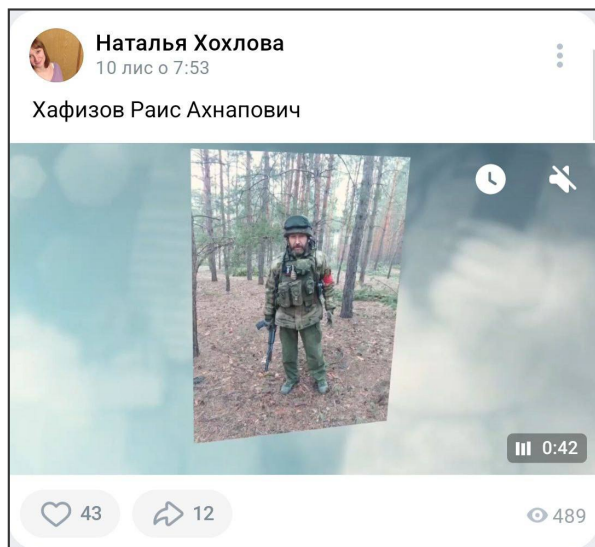 Наталья Хохлова
10 лис о 7:53
Хафизов Раис Ахнапович
0:42
43
12
489